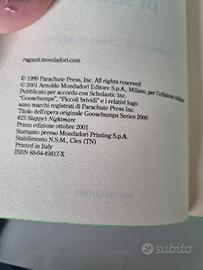 ragazzi.mondadori.com
© 1999 Parachute Press, Inc. All rights reserved
© 2001 Arnoldo Mondadori Editore S.p.A., Milano, per l'edizione italiana
Pubblicato per accordo con Scholastic Inc.
"Goosebumps", "Piccoli brividi" e i relativi logo
sono marchi registrati di Parachute Press, Inc.
Titolo dell'opera originale Goosebumps Series 2000
#23 Slappy's Nightmare
Prima edizione ottobre 2001
Stampato presso Mondadori Printing S.p.A.
Stabilimento N.S.M., Cles (TN)
Printed in Italy
ISBN 88-04-49817-X
subito